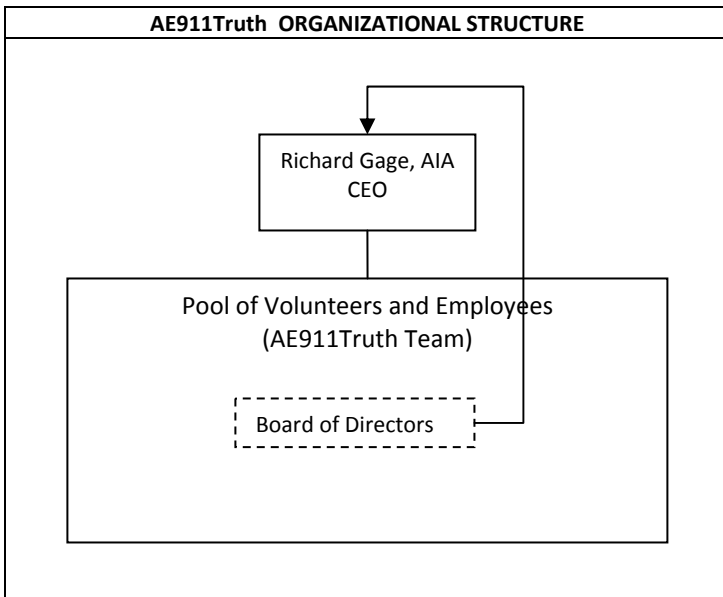 AE911Truth ORGANIZATIONAL STRUCTURE
Richard Gage, AIA
CEO
Pool of Volunteers and Employees
(AE911Truth Team)
Board of Directors